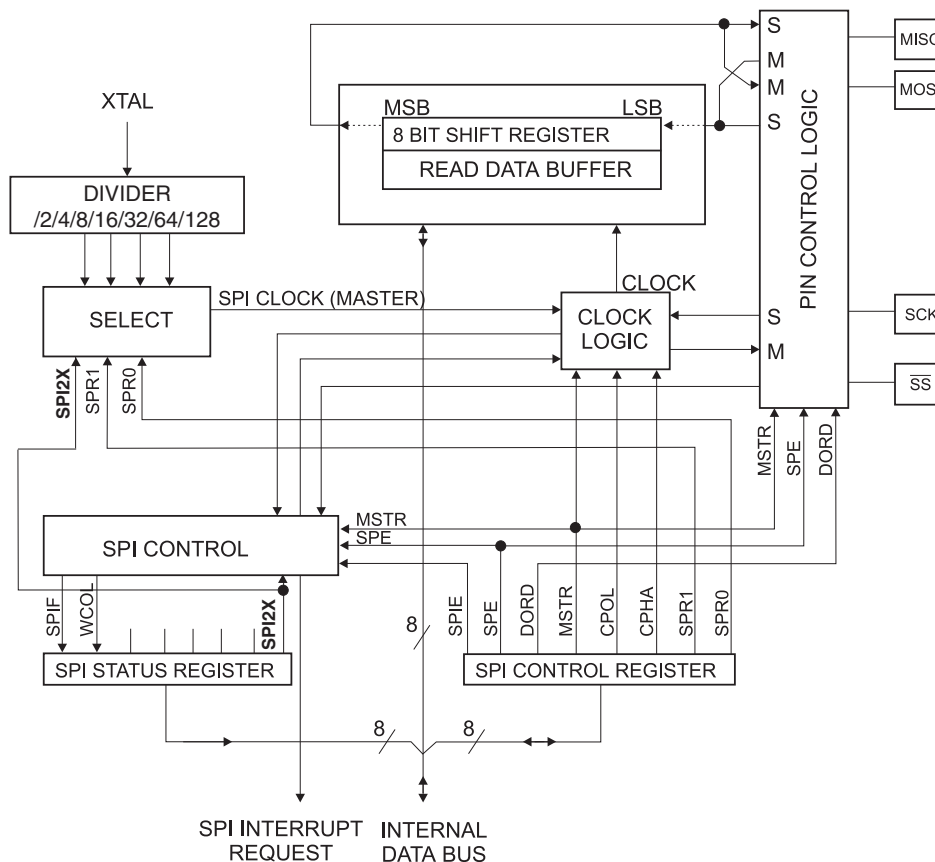 S
MISO
M
XTAL
MSB
LSB
M
MOSI
8 BIT SHIFT REGISTER
S
READ DATA BUFFER
DIVIDER
/2/4/8/16/32/64/128
PIN CONTROL LOGIC
CLOCK
SPI CLOCK (MASTER)
SELECT
CLOCK
LOGIC
S
SCK
M
SPI2X
SPR1
SPR0
SS
MSTR
SPE
DORD
MSTR
SPE
SPI CONTROL
SPIF
WCOL
SPI2X
8
SPIE
SPE
DORD
MSTR
CPOL
CPHA
SPR1
SPR0
SPI STATUS REGISTER
SPI CONTROL REGISTER
8
8
SPI INTERRUPT
REQUEST
INTERNAL
DATA BUS